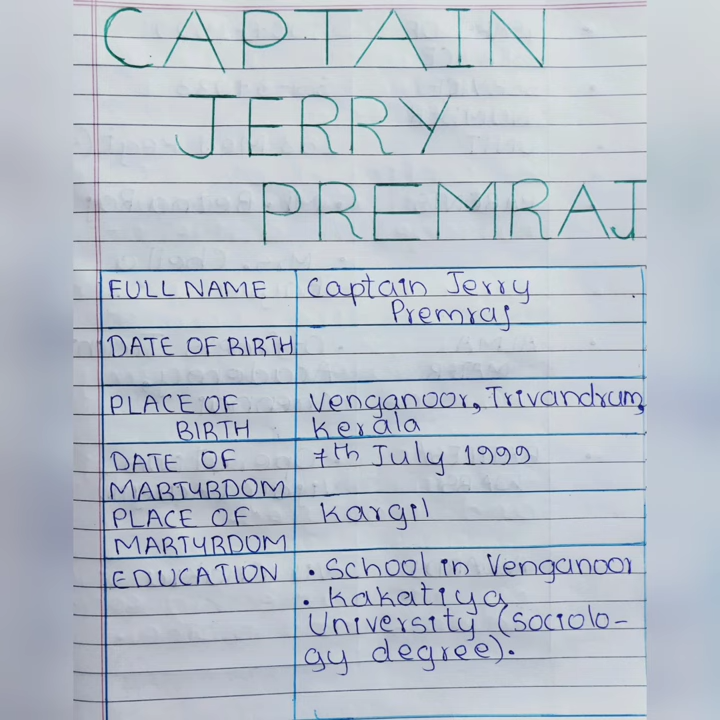 CAPTAIN
JERRY
PREMRAJ
FULL NAME Captain Jerry
Premraj
DATE OF BIRTH
PLACE OF Venganoor, Trivandrum,
BIRTH Kerala
DATE OF 7th July 1999
MARTYRDOM
PLACE OF Kargil
MARTYRDOM
EDUCATION • School in Venganoor
• Kakatiya
University (sociolo-
gy degree).